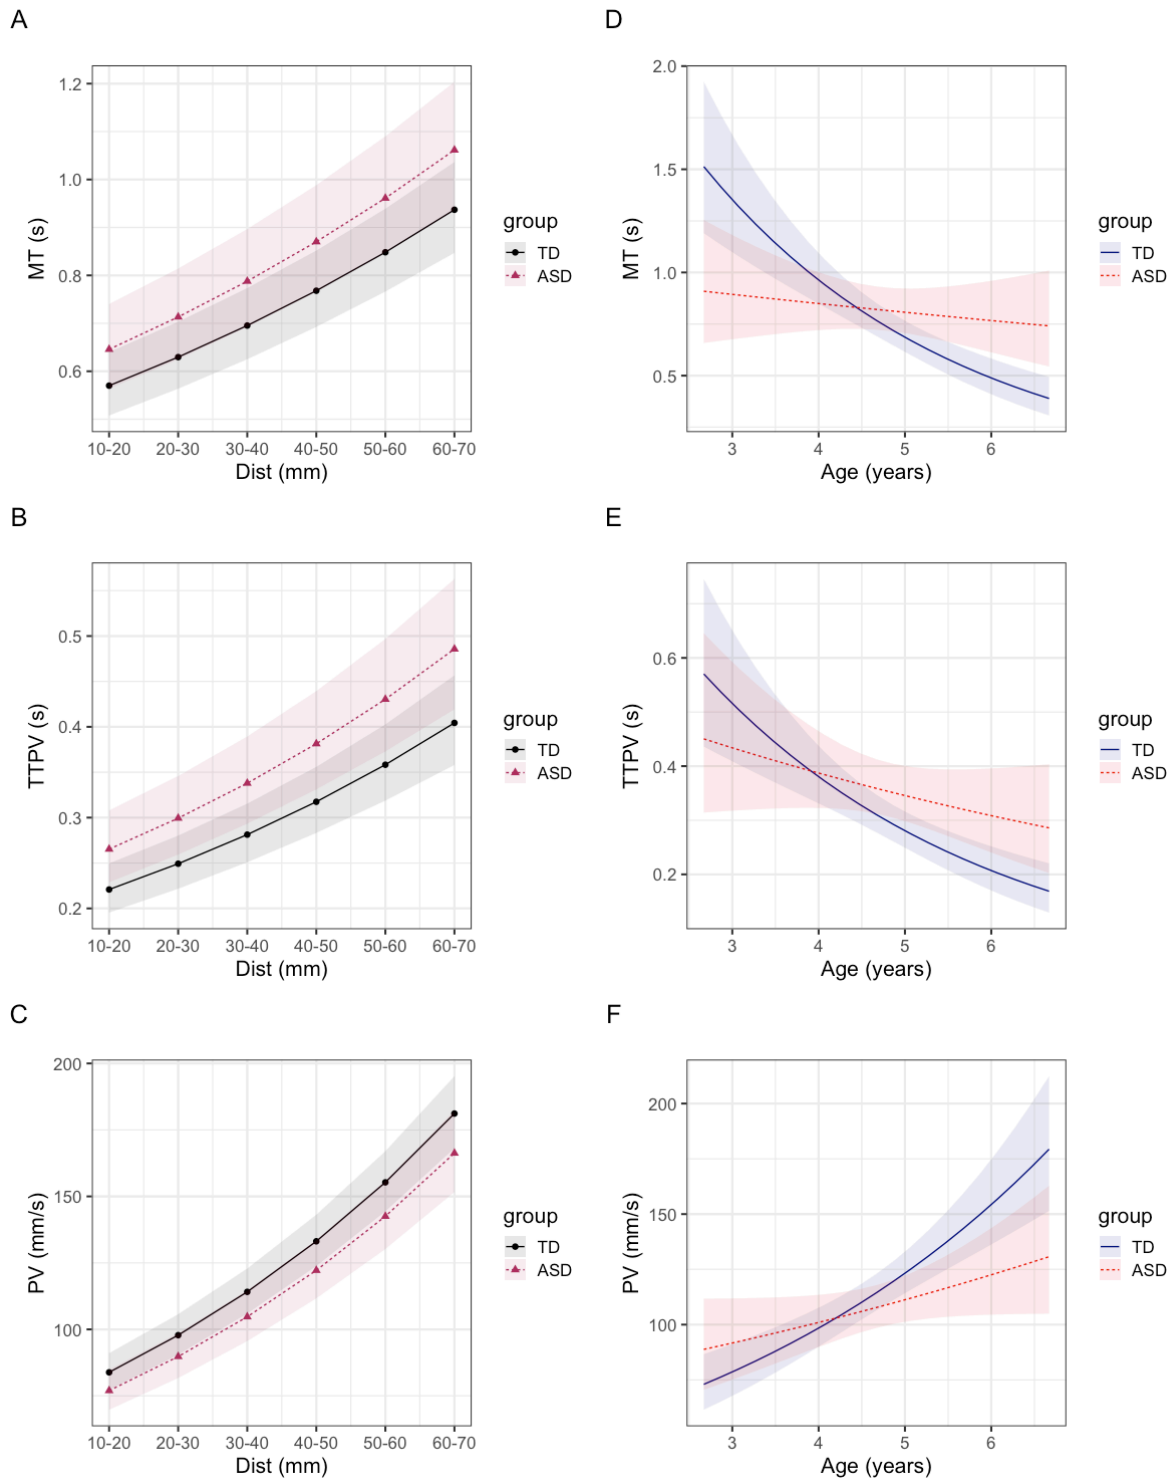 A
1.2
1.0
0.8
0.6
MT (s)
10-20 20-30 30-40 40-50 50-60 60-70
Dist (mm)
group
TD
ASD
D
2.0
1.5
1.0
0.5
MT (s)
3 4 5 6
Age (years)
group
TD
ASD
B
0.5
0.4
0.3
0.2
TTPV (s)
10-20 20-30 30-40 40-50 50-60 60-70
Dist (mm)
group
TD
ASD
E
0.6
0.4
0.2
TTPV (s)
3 4 5 6
Age (years)
group
TD
ASD
C
200
150
100
PV (mm/s)
10-20 20-30 30-40 40-50 50-60 60-70
Dist (mm)
group
TD
ASD
F
200
150
100
PV (mm/s)
3 4 5 6
Age (years)
group
TD
ASD